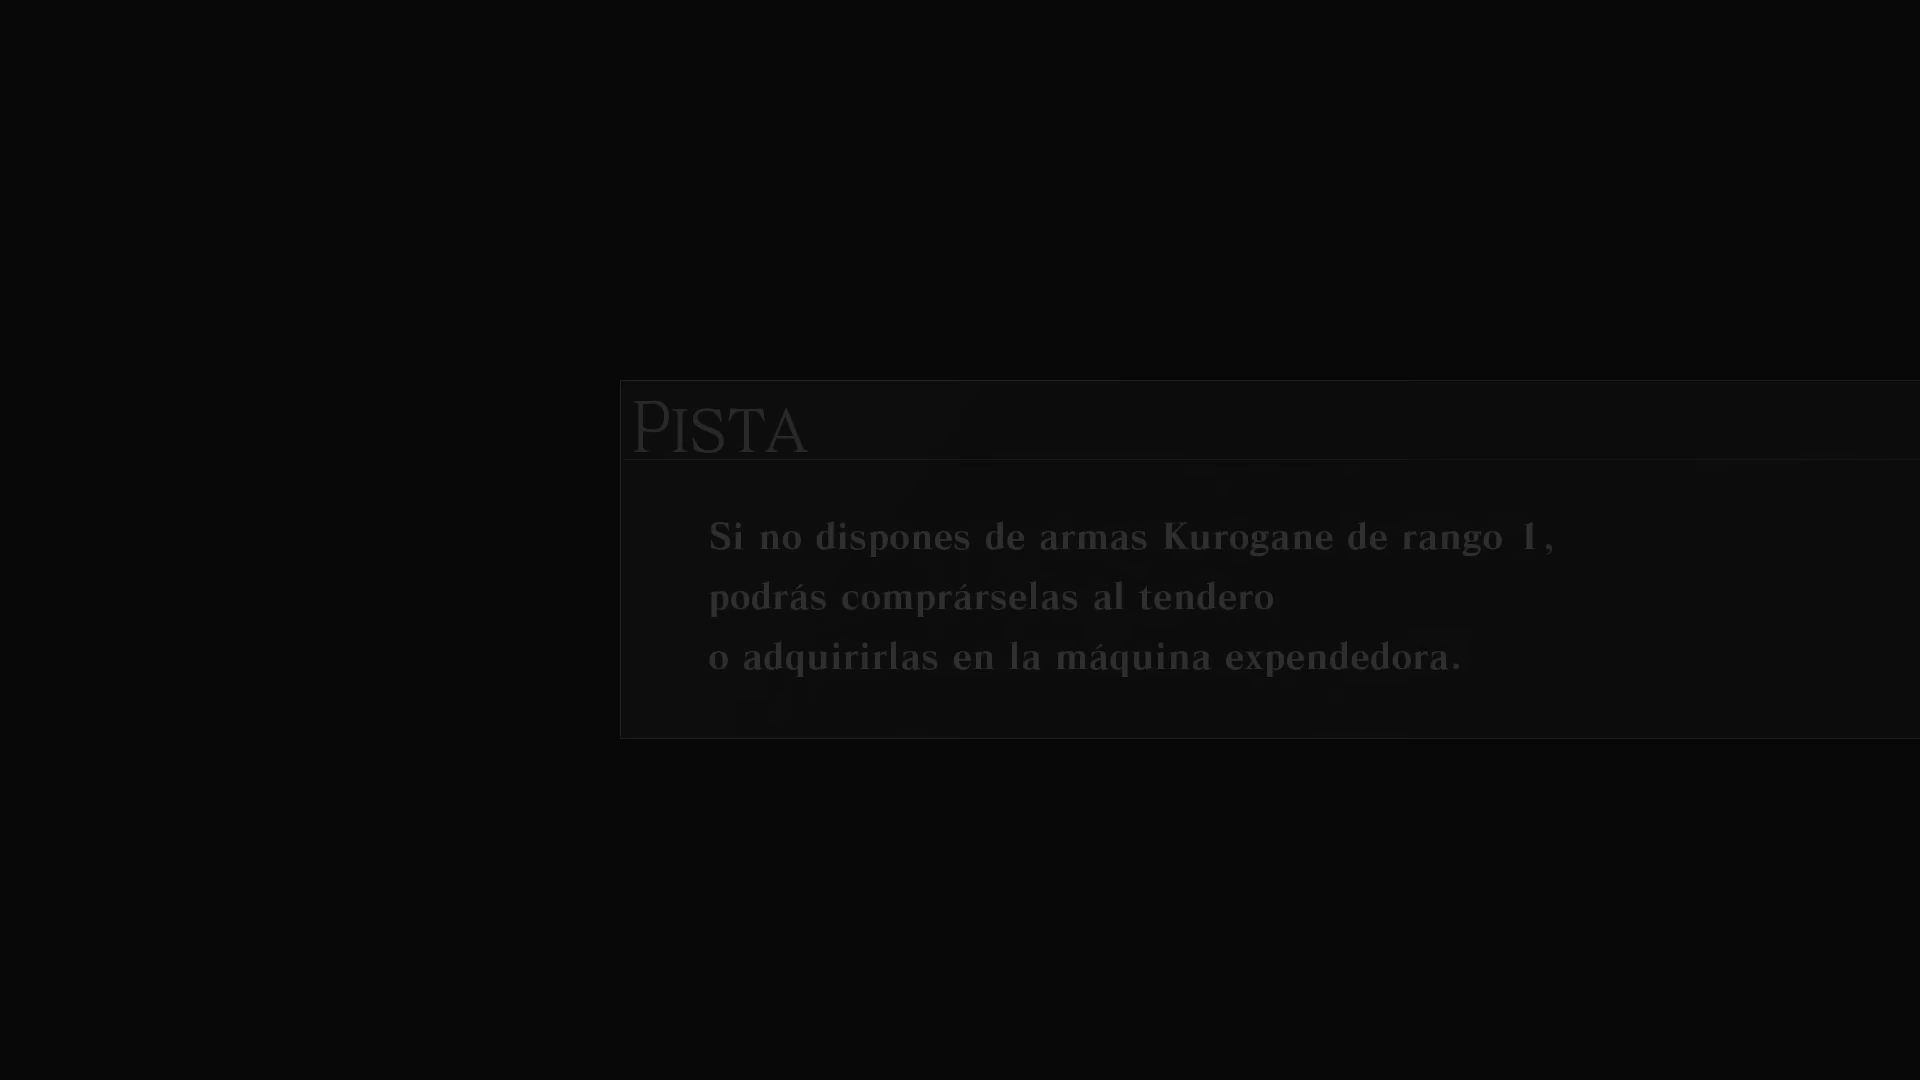 PISTA
Si no dispones de armas Kurogane de rango 1,
podrás comprárselas al tendero
o adquirirlas en la máquina expendedora.